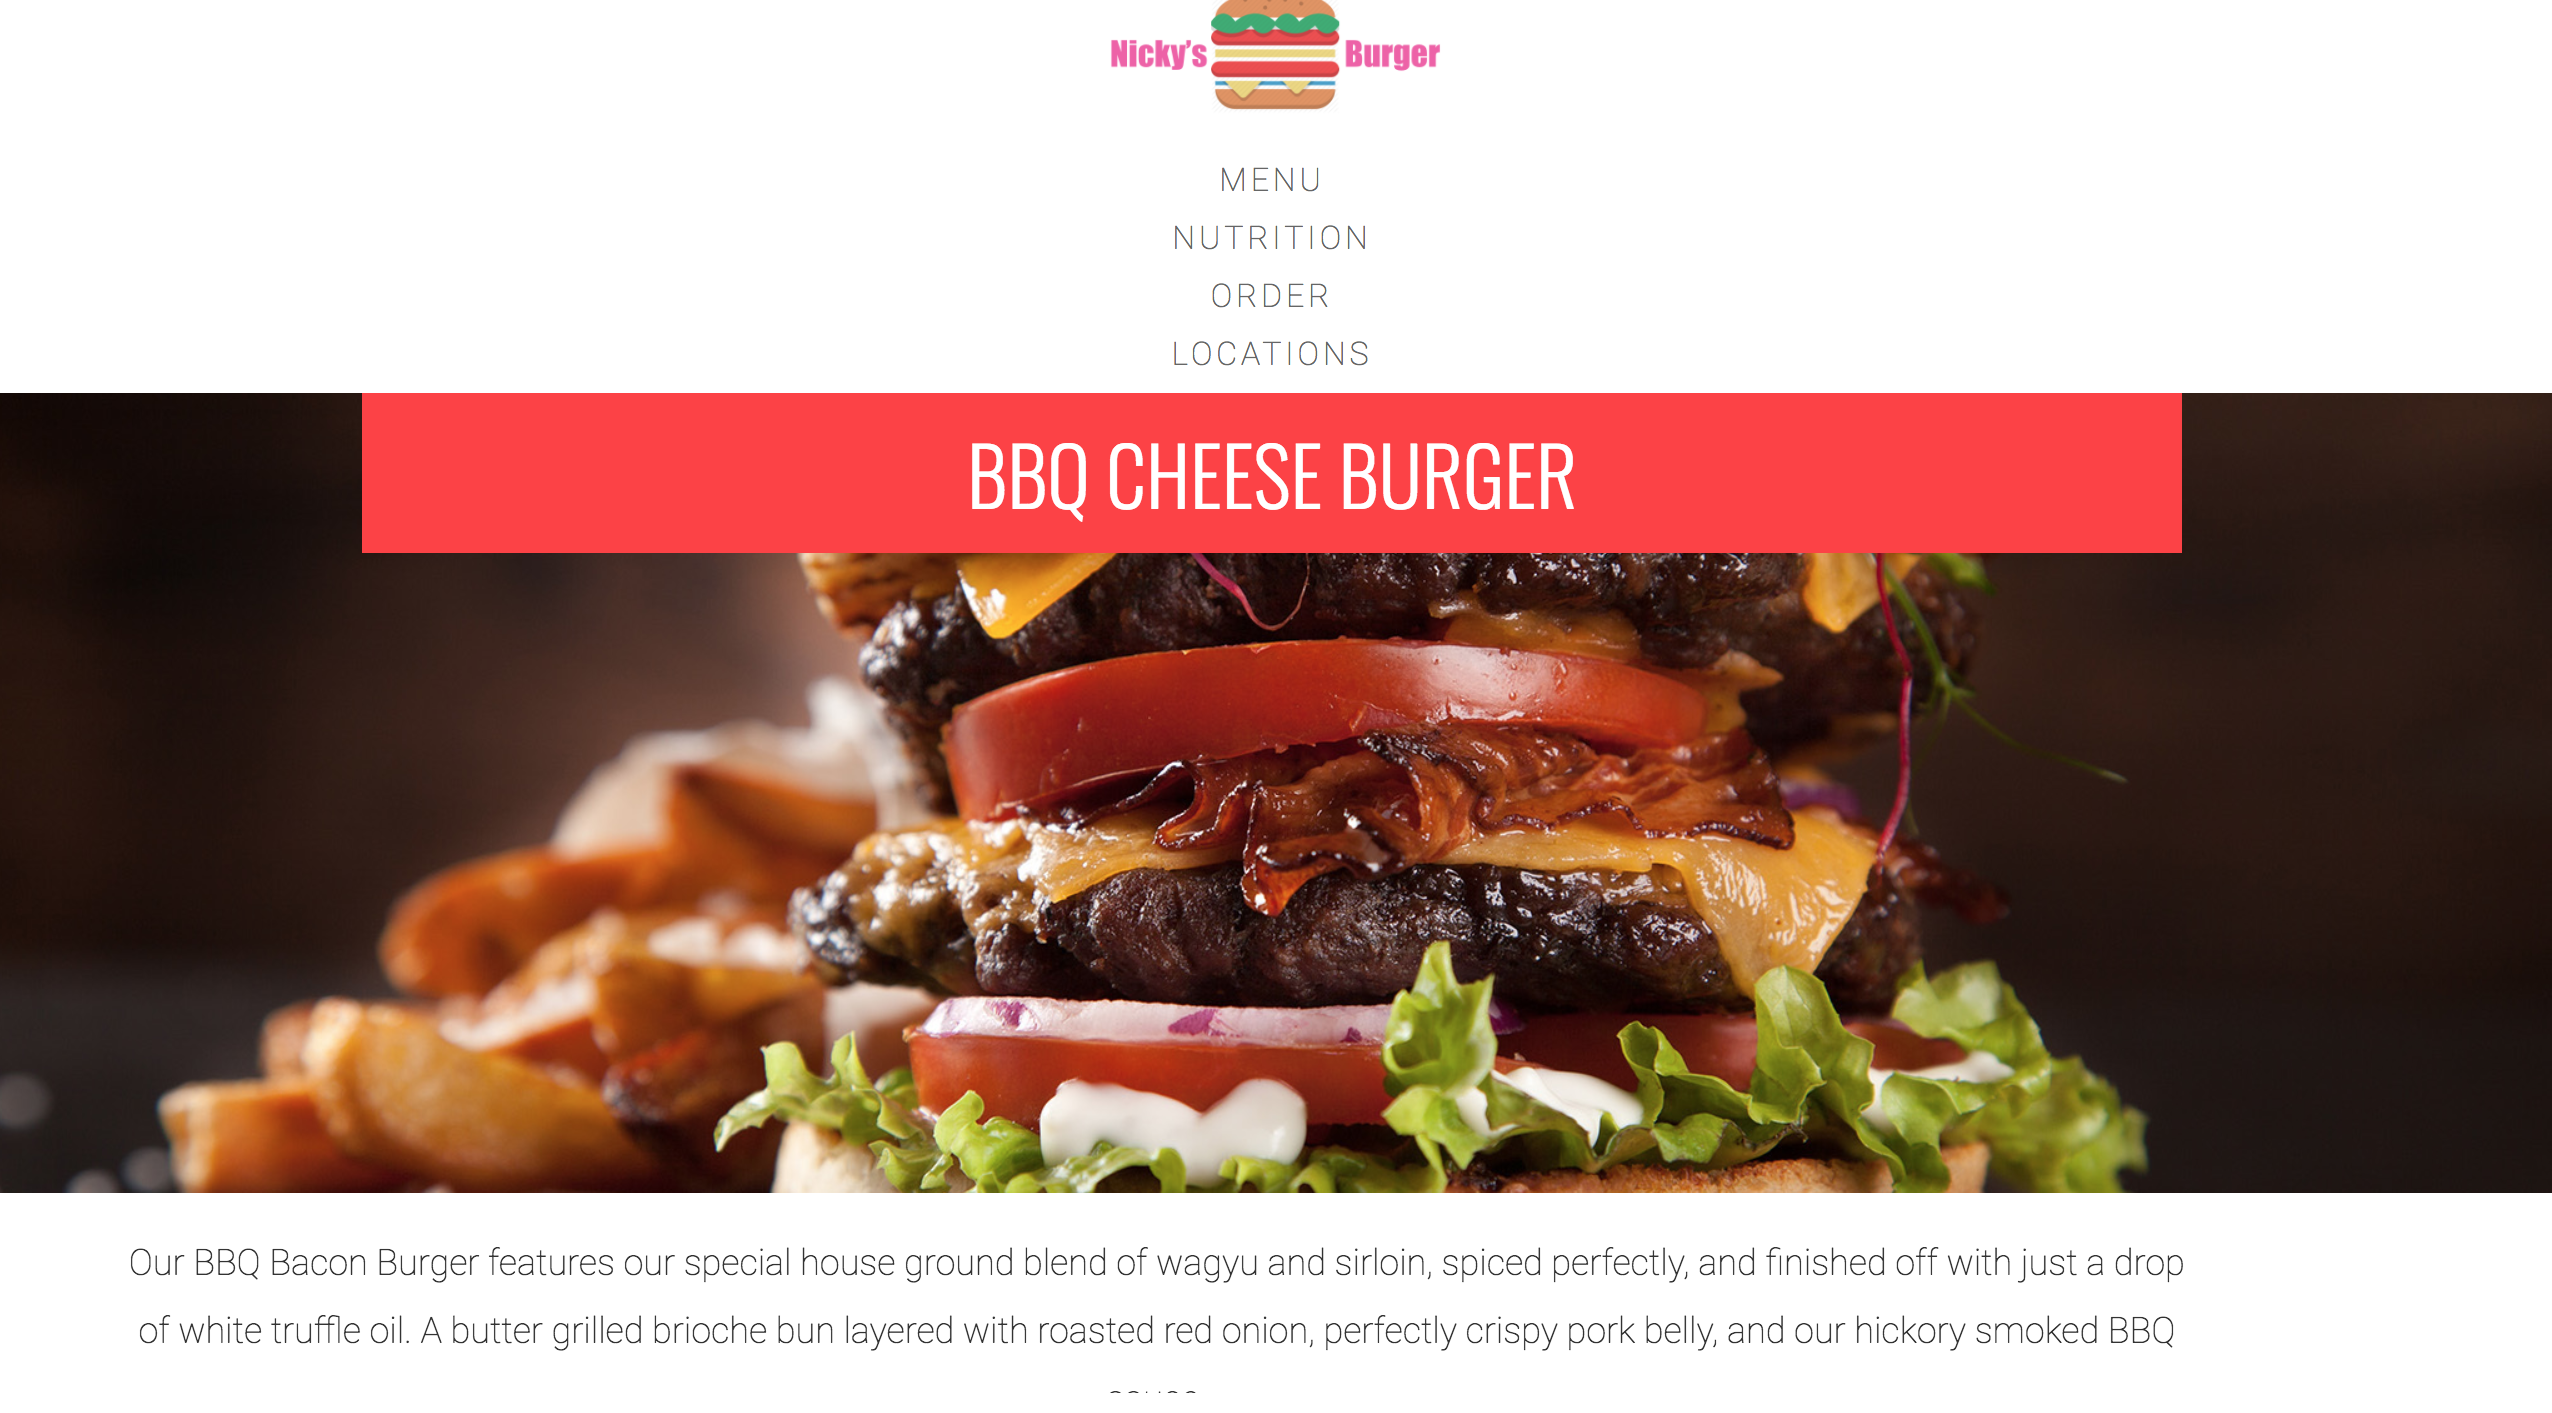 Nicky's Burger
MENU
NUTRITION
ORDER
LOCATIONS
BBQ CHEESE BURGER
Our BBQ Bacon Burger features our special house ground blend of wagyu and sirloin, spiced perfectly, and finished off with just a drop
of white truffle oil. A butter grilled brioche bun layered with roasted red onion, perfectly crispy pork belly, and our hickory smoked BBQ